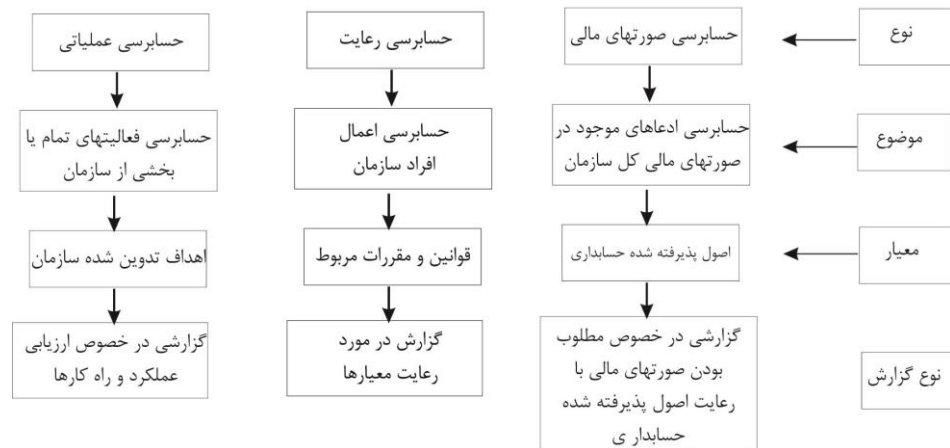 نوع
حسابرسی صورتهای مالی
حسابرسی رعایت
حسابرسی عملیاتی
موضوع
حسابرسی ادعاهای موجود در
صورتهای مالی کل سازمان
حسابرسی اعمال
افراد سازمان
حسابرسی فعالیتهای تمام یا
بخشی از سازمان
معیار
اصول پذیرفته شده حسابداری
قوانین و مقررات مربوط
اهداف تدوین شده سازمان
نوع گزارش
گزارشی در خصوص مطلوب
بودن صورتهای مالی با
رعایت اصول پذیرفته شده
حسابدار ی
گزارش در مورد
رعایت معیارها
گزارشی در خصوص ارزیابی
عملکرد و راه کارها